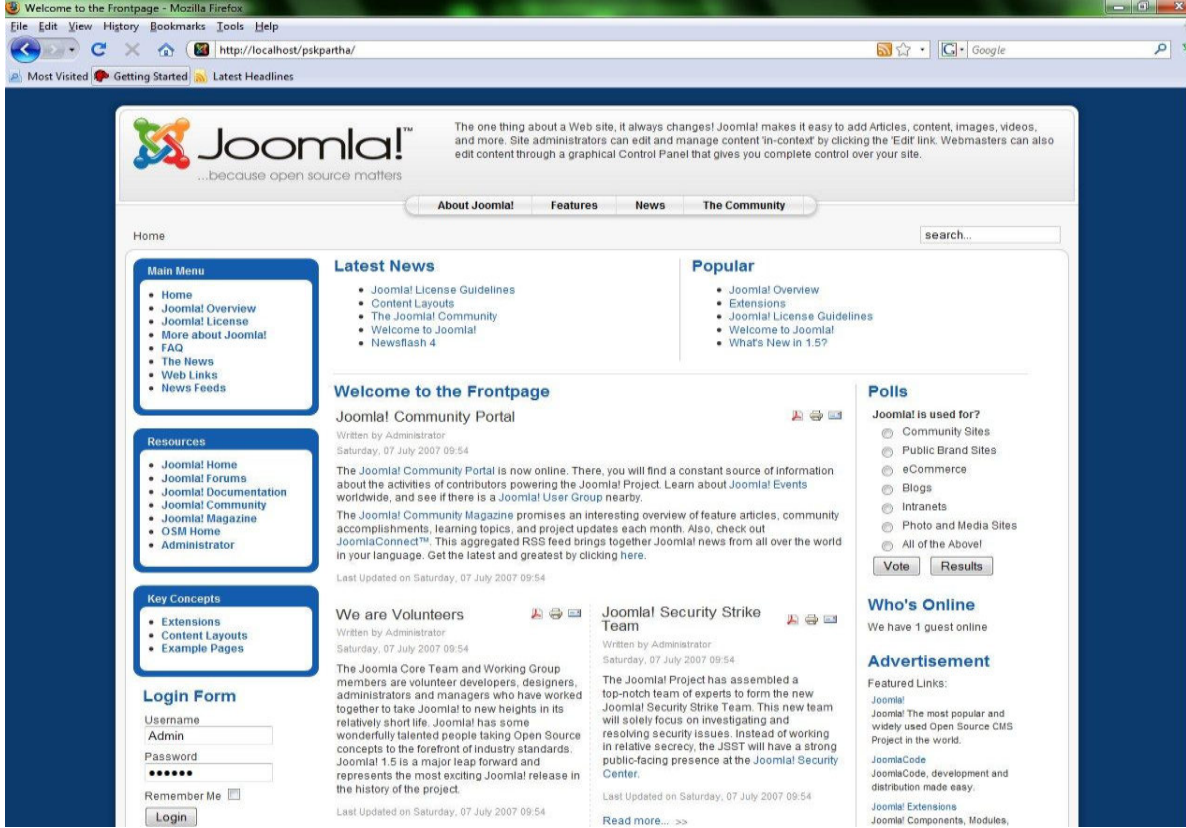 Welcome to the Frontpage - Mozilla Firefox
File Edit View History Bookmarks Tools Help
http://localhost/pskpartha/
Google
Most Visited Getting Started Latest Headlines
Joomla!™
...because open source matters
The one thing about a Web site, it always changes! Joomla! makes it easy to add Articles, content, images, videos,
and more. Site administrators can edit and manage content 'in-context' by clicking the 'Edit' link. Webmasters can also
edit content through a graphical Control Panel that gives you complete control over your site.
About Joomla! Features News The Community
Home
search...
Main Menu
Home
Joomla! Overview
Joomla! License
More about Joomla!
FAQ
The News
Web Links
News Feeds
Resources
Joomla! Home
Joomla! Forums
Joomla! Documentation
Joomla! Community
Joomla! Magazine
OSM Home
Administrator
Key Concepts
Extensions
Content Layouts
Example Pages
Login Form
Username
Admin
Password
••••••
Remember Me
Login
Latest News
Joomla! License Guidelines
Content Layouts
The Joomla! Community
Welcome to Joomla!
Newsflash 4
Popular
Joomla! Overview
Extensions
Joomla! License Guidelines
Welcome to Joomla!
What's New in 1.5?
Welcome to the Frontpage
Joomla! Community Portal
Written by Administrator
Saturday, 07 July 2007 09:54
The Joomla! Community Portal is now online. There, you will find a constant source of information
about the activities of contributors powering the Joomla! Project. Learn about Joomla! Events
worldwide, and see if there is a Joomla! User Group nearby.
The Joomla! Community Magazine promises an interesting overview of feature articles, community
accomplishments, learning topics, and project updates each month. Also, check out
JoomlaConnect™. This aggregated RSS feed brings together Joomla! news from all over the world
in your language. Get the latest and greatest by clicking here.
Last Updated on Saturday, 07 July 2007 09:54
We are Volunteers
Written by Administrator
Saturday, 07 July 2007 09:54
The Joomla Core Team and Working Group
members are volunteer developers, designers,
administrators and managers who have worked
together to take Joomla! to new heights in its
relatively short life. Joomla! has some
wonderfully talented people taking Open Source
concepts to the forefront of industry standards.
Joomla! 1.5 is a major leap forward and
represents the most exciting Joomla! release in
the history of the project.
Last Updated on Saturday, 07 July 2007 09:54
Joomla! Security Strike
Team
Written by Administrator
Saturday, 07 July 2007 09:54
The Joomla! Project has assembled a
top-notch team of experts to form the new
Joomla! Security Strike Team. This new team
will solely focus on investigating and
resolving security issues. Instead of working
in relative secrecy, the JSST will have a strong
public-facing presence at the Joomla! Security
Center.
Last Updated on Saturday, 07 July 2007 09:54
Read more... >>
Polls
Joomla! is used for?
Community Sites
Public Brand Sites
eCommerce
Blogs
Intranets
Photo and Media Sites
All of the Above!
Vote Results
Who's Online
We have 1 guest online
Advertisement
Featured Links:
Joomla!
Joomla! The most popular and
widely used Open Source CMS
Project in the world.
JoomlaCode
JoomlaCode, development and
distribution made easy.
Joomla! Extensions
Joomla! Components, Modules,